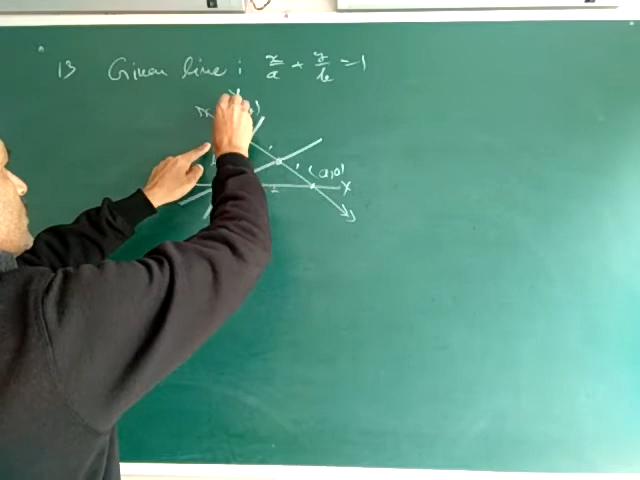 13 Given line : x/a + y/b = 1
(a,0)
X